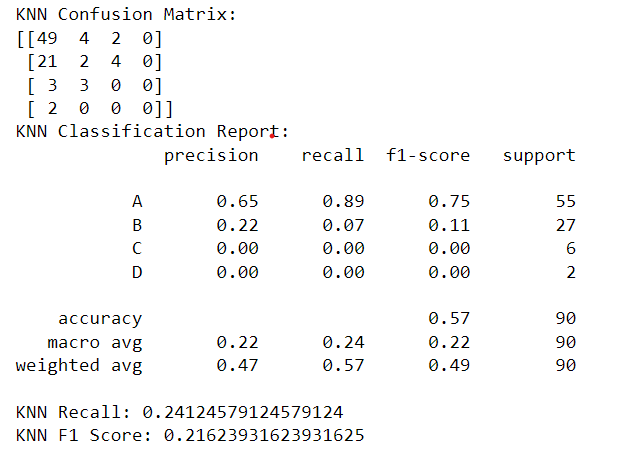 KNN Confusion Matrix:
[[49  4  2  0]
 [21  2  4  0]
 [ 3  3  0  0]
 [ 2  0  0  0]]
KNN Classification Report:
              precision    recall  f1-score   support

           A       0.65      0.89      0.75        55
           B       0.22      0.07      0.11        27
           C       0.00      0.00      0.00         6
           D       0.00      0.00      0.00         2

    accuracy                           0.57        90
   macro avg       0.22      0.24      0.22        90
weighted avg       0.47      0.57      0.49        90

KNN Recall: 0.24124579124579124
KNN F1 Score: 0.21623931623931625